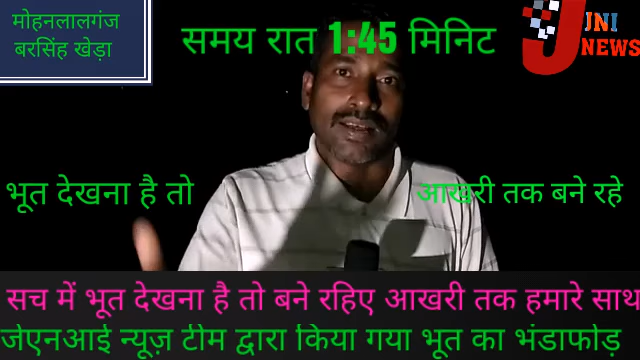 मोहनलालगंज
बरसिंह खेड़ा
समय रात 1:45 मिनिट
JNI
NEWS
भूत देखना है तो
आखरी तक बने रहे
सच में भूत देखना है तो बने रहिए आखरी तक हमारे साथ
जेएनआई न्यूज़ टीम द्वारा किया गया भूत का भंडाफोड़